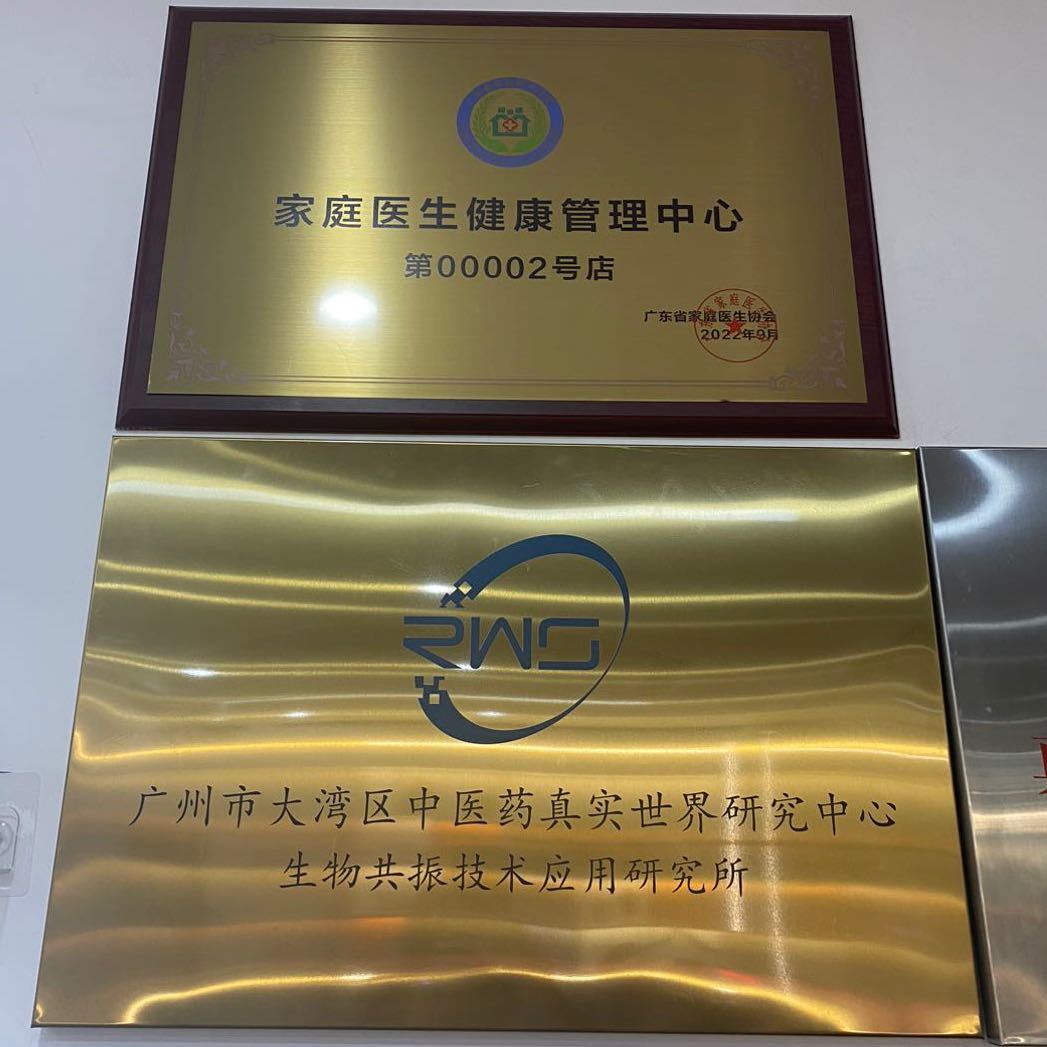 家庭医生健康管理中心
第00002号店
广东省家庭医生协会
2022年9月
RWS
广州市大湾区中医药真实世界研究中心
生物共振技术应用研究所